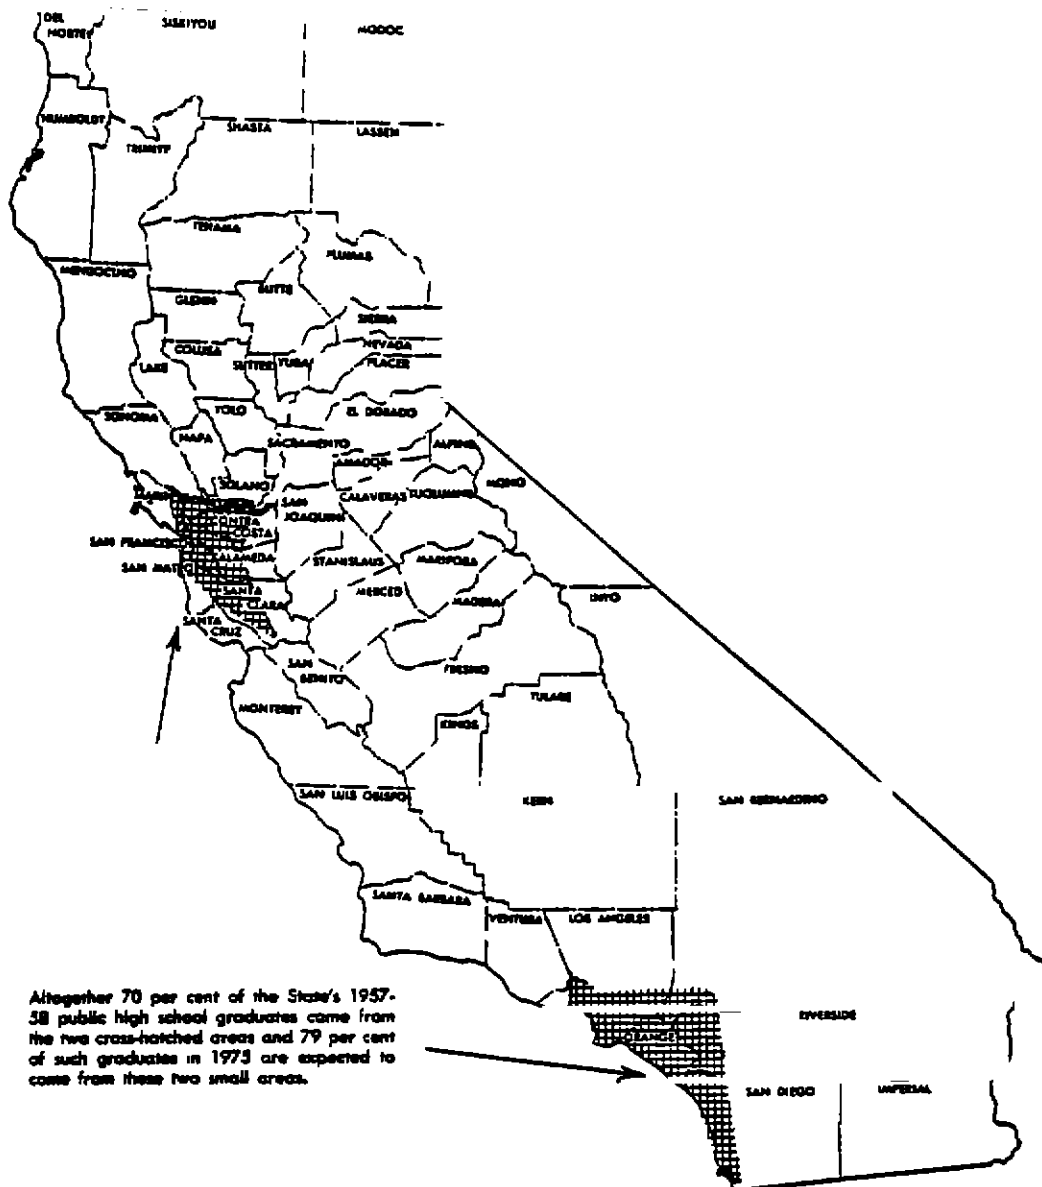 DEL
NORTE
SISKIYOU
MODOC
HUMBOLDT
TRINITY
SHASTA
LASSEN
TEHAMA
PLUMAS
MENDOCINO
GLENN
BUTTE
SIERRA
NEVADA
COLUSA
LAKE
SUTTER
YUBA
PLACER
SONOMA
YOLO
EL DORADO
NAPA
SACRAMENTO
ALPINE
AMADOR
SOLANO
MONO
MARIN
CALAVERAS
TUOLUMNE
SAN
JOAQUIN
CONTRA
COSTA
SAN FRANCISCO
ALAMEDA
STANISLAUS
MARIPOSA
SAN MATEO
SANTA
CLARA
MERCED
MADERA
INYO
SANTA
CRUZ
SAN
BENITO
FRESNO
TULARE
MONTEREY
KINGS
SAN LUIS OBISPO
KERN
SAN BERNARDINO
SANTA BARBARA
VENTURA
LOS ANGELES
Altogether 70 per cent of the State's 1957-
58 public high school graduates came from
the two cross-hatched areas and 79 per cent
of such graduates in 1975 are expected to
come from these two small areas.
RIVERSIDE
ORANGE
SAN DIEGO
IMPERIAL